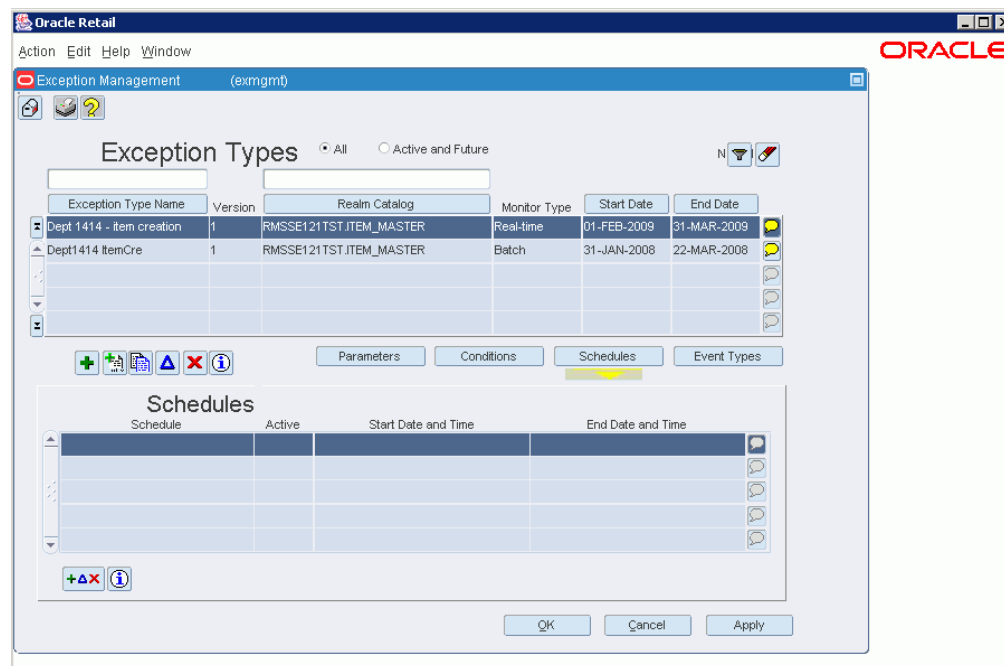 Oracle Retail
Action Edit Help Window
ORACLE
Exception Management (exmgmt)
Exception Types All Active and Future N
Exception Type Name Version Realm Catalog Monitor Type Start Date End Date
Dept 1414 - item creation 1 RMSSE121TST.ITEM_MASTER Real-time 01-FEB-2009 31-MAR-2009
Dept1414 ItemCre 1 RMSSE121TST.ITEM_MASTER Batch 31-JAN-2008 22-MAR-2008
Parameters Conditions Schedules Event Types
Schedules
Schedule Active Start Date and Time End Date and Time
OK Cancel Apply